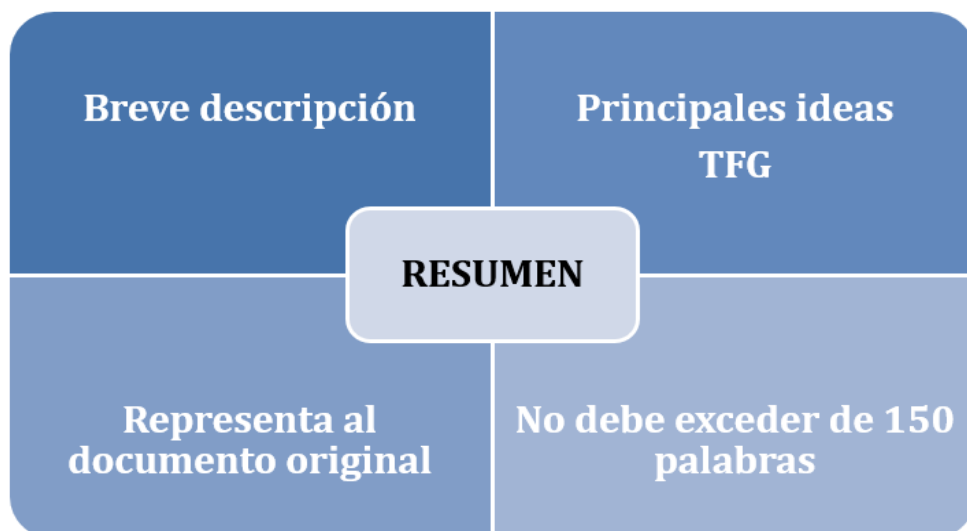 Breve descripción
Principales ideas
TFG
RESUMEN
Representa al
documento original
No debe exceder de 150
palabras